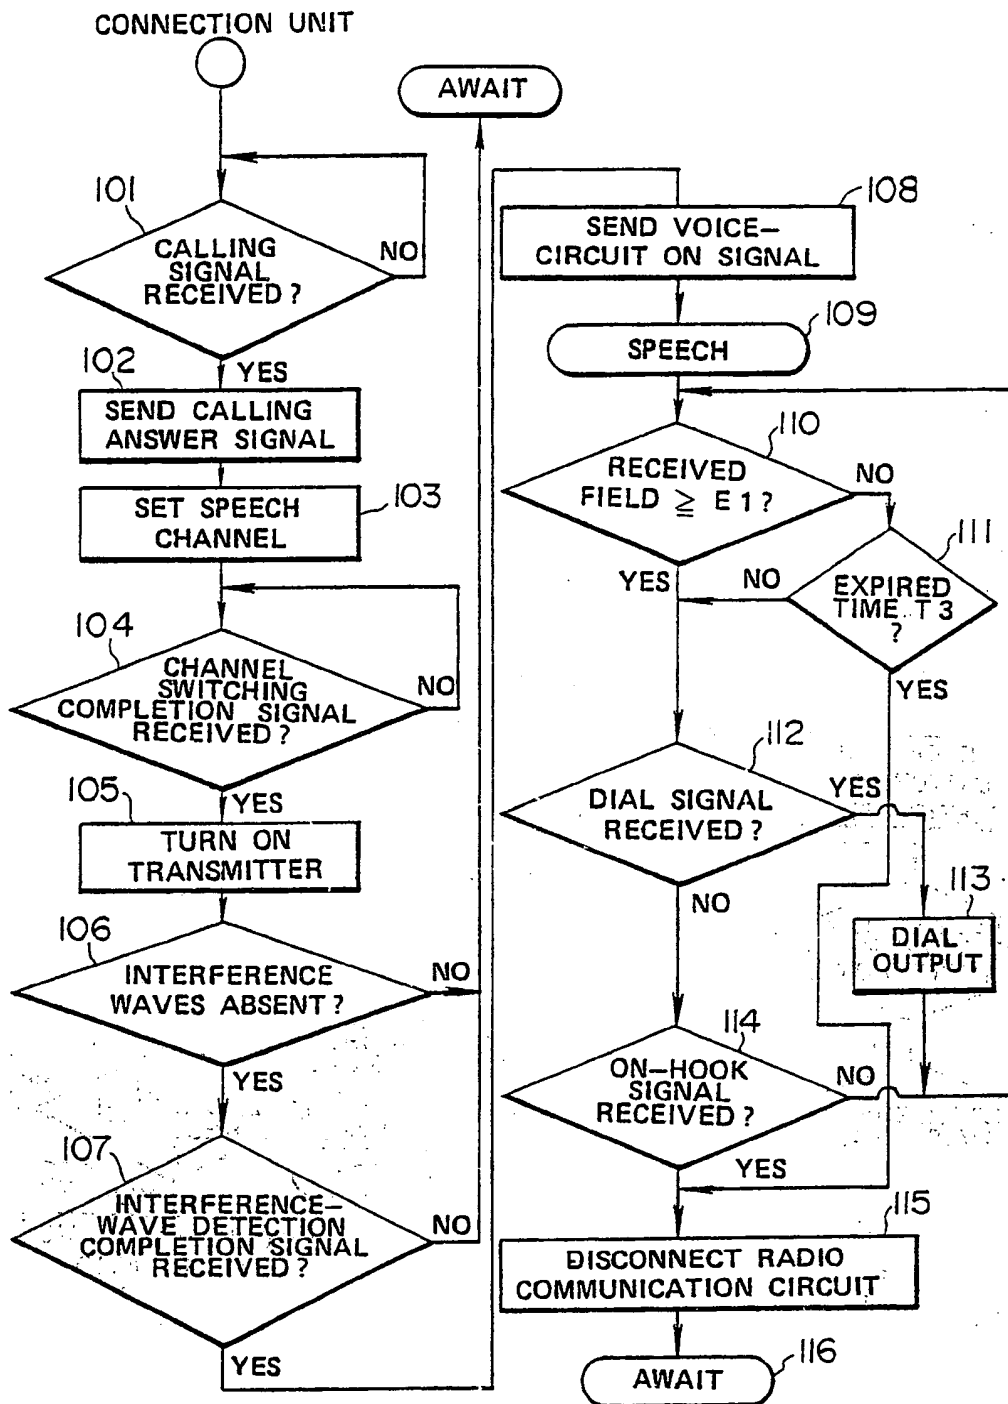 CONNECTION UNIT
AWAIT
101
CALLING
SIGNAL
RECEIVED?
NO
YES
102
SEND CALLING
ANSWER SIGNAL
103
SET SPEECH
CHANNEL
104
CHANNEL
SWITCHING
COMPLETION SIGNAL
RECEIVED?
NO
YES
105
TURN ON
TRANSMITTER
106
INTERFERENCE
WAVES ABSENT?
NO
YES
107
INTERFERENCE-
WAVE DETECTION
COMPLETION SIGNAL
RECEIVED?
NO
YES
108
SEND VOICE-
CIRCUIT ON SIGNAL
109
SPEECH
110
RECEIVED
FIELD ≧ E1?
NO
YES
111
EXPIRED
TIME T3
?
NO
YES
112
DIAL SIGNAL
RECEIVED?
YES
NO
113
DIAL
OUTPUT
114
ON-HOOK
SIGNAL
RECEIVED?
NO
YES
115
DISCONNECT RADIO
COMMUNICATION CIRCUIT
116
AWAIT